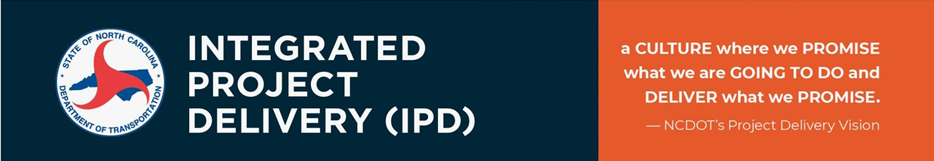 STATE OF NORTH CAROLINA
DEPARTMENT OF TRANSPORTATION
INTEGRATED
PROJECT
DELIVERY (IPD)
a CULTURE where we PROMISE
what we are GOING TO DO and
DELIVER what we PROMISE.
— NCDOT's Project Delivery Vision